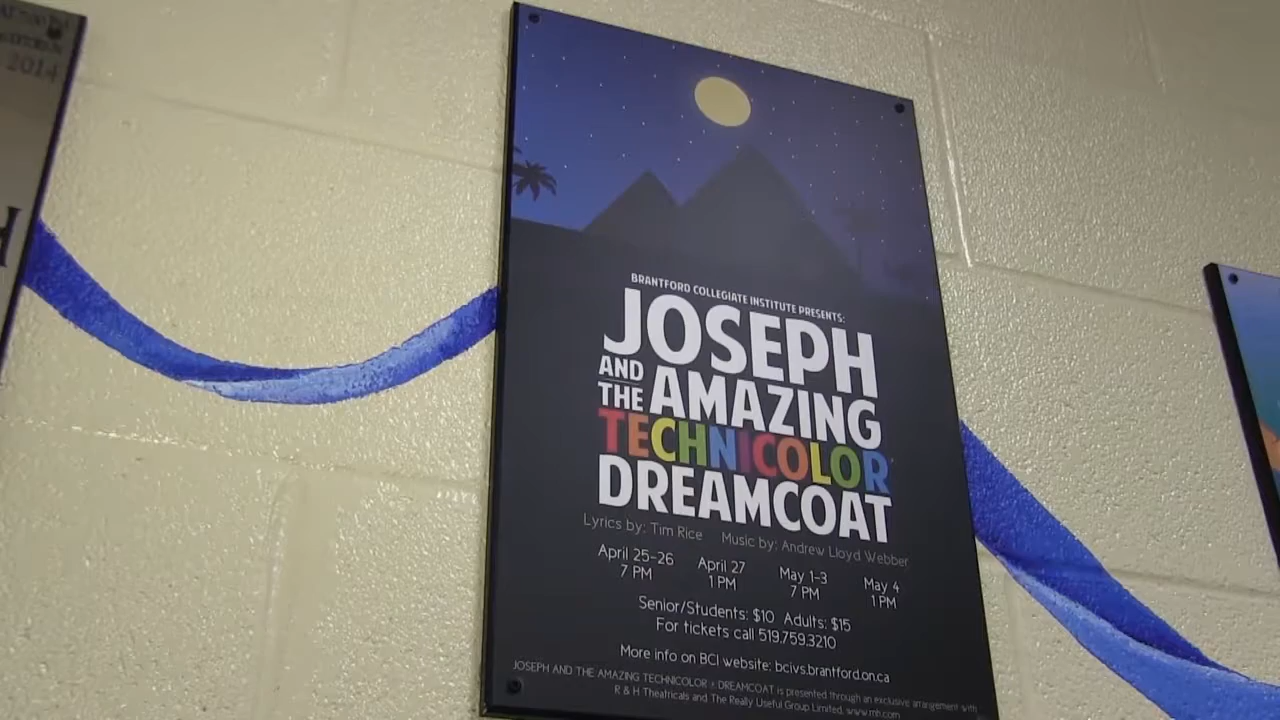 2014
H
BRANTFORD COLLEGIATE INSTITUTE PRESENTS:
JOSEPH
AND
THE AMAZING
TECHNICOLOR
DREAMCOAT
Lyrics by: Tim Rice Music by: Andrew Lloyd Webber
April 25-26 April 27 May 1-3 May 4
7 PM 1 PM 7 PM 1 PM
Senior/Students: $10 Adults: $15
For tickets call 519.759.3210
More info on BCI website: bcivs.brantford.on.ca
JOSEPH AND THE AMAZING TECHNICOLOR DREAMCOAT is presented through an exclusive arrangement with
R & H Theatricals and The Really Useful Group Limited. www.rnh.com